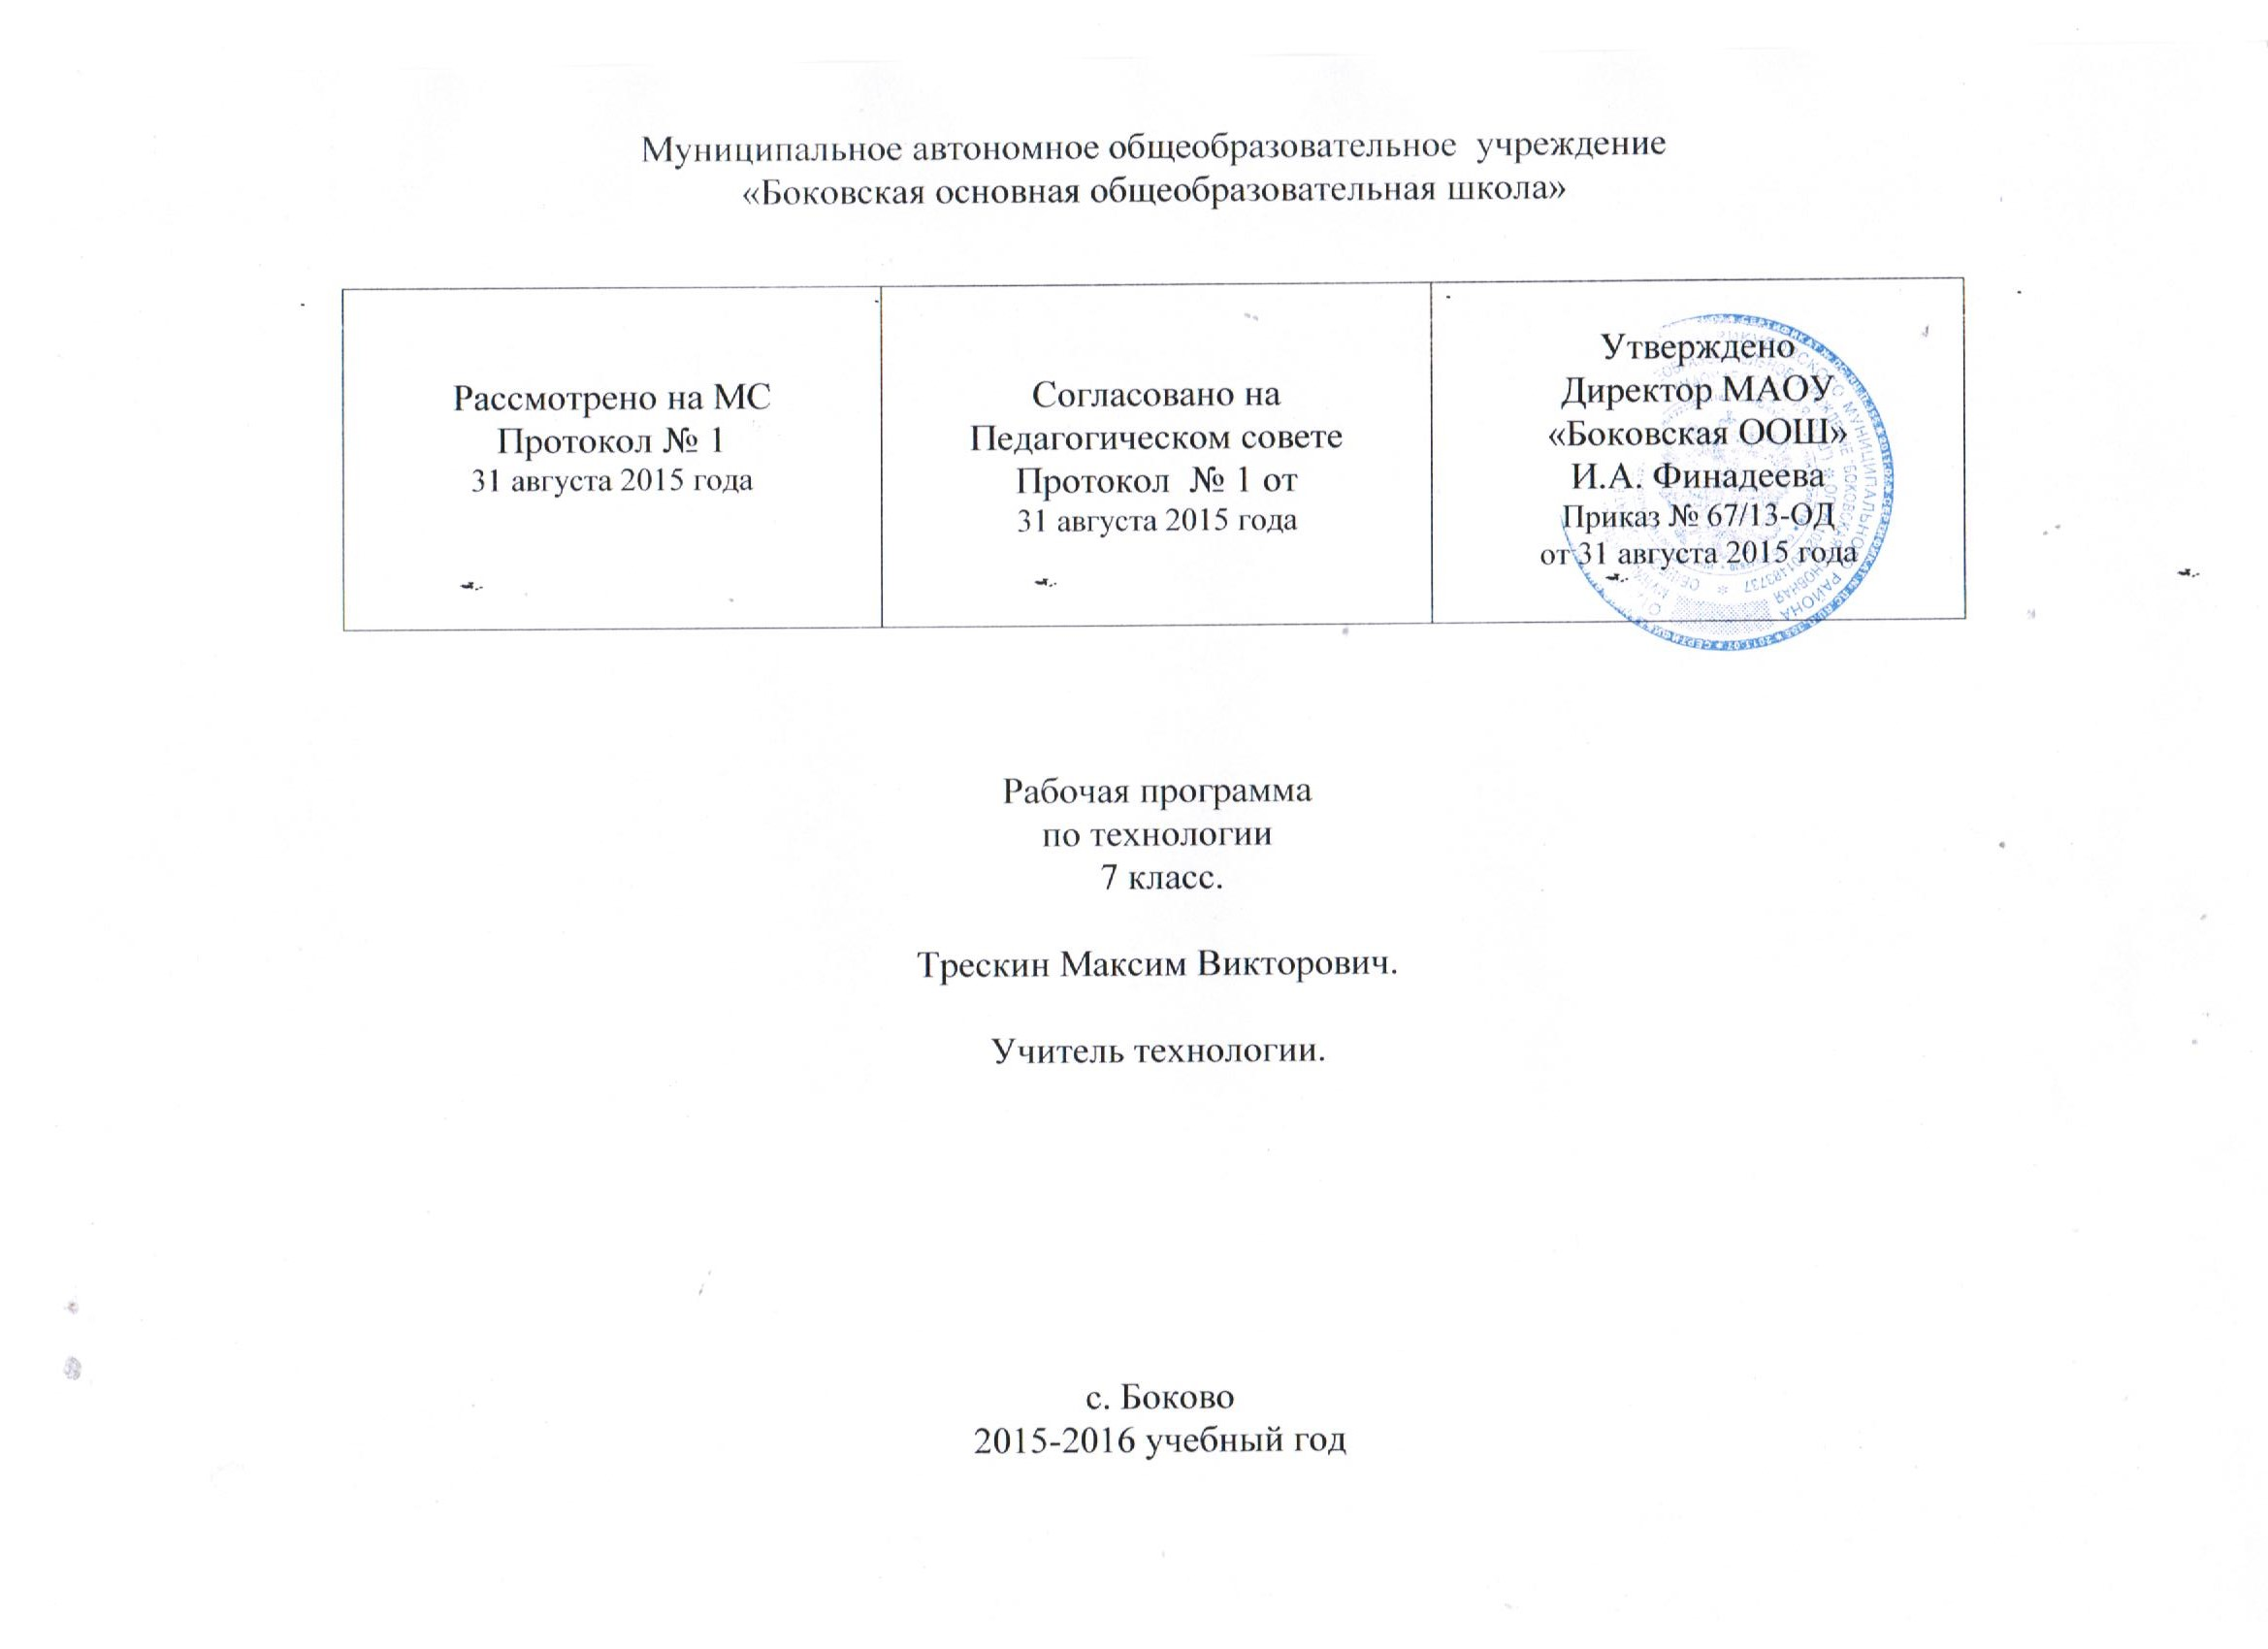 Муниципальное автономное общеобразовательное учреждение
«Боковская основная общеобразовательная школа»
Рассмотрено на МС
Протокол № 1
31 августа 2015 года
Согласовано на
Педагогическом совете
Протокол № 1 от
31 августа 2015 года
Утверждено
Директор МАОУ
«Боковская ООШ»
И.А. Финадеева
Приказ № 67/13-ОД
от 31 августа 2015 года
Рабочая программа
по технологии
7 класс.
Трескин Максим Викторович.
Учитель технологии.
с. Боково
2015-2016 учебный год